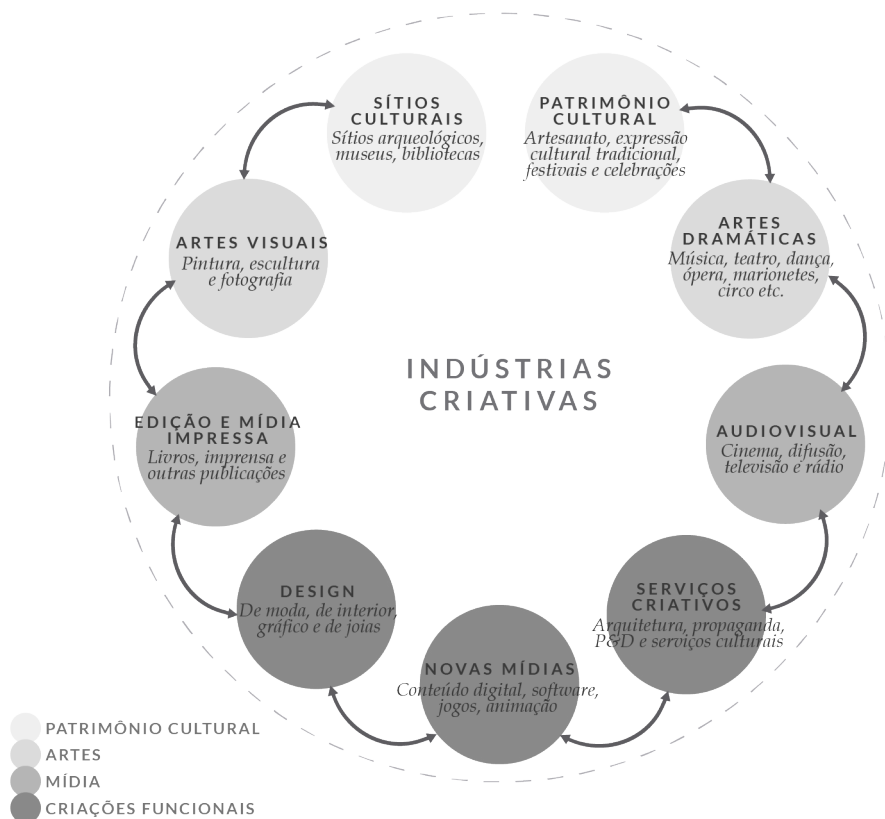 SÍTIOS
CULTURAIS
Sítios arqueológicos,
museus, bibliotecas
PATRIMÔNIO
CULTURAL
Artesanato, expressão
cultural tradicional,
festivais e celebrações
ARTES VISUAIS
Pintura, escultura
e fotografia
ARTES
DRAMÁTICAS
Música, teatro, dança,
ópera, marionetes,
circo etc.
INDÚSTRIAS
CRIATIVAS
EDIÇÃO E MÍDIA
IMPRESSA
Livros, imprensa e
outras publicações
AUDIOVISUAL
Cinema, difusão,
televisão e rádio
DESIGN
De moda, de interior,
gráfico e de joias
SERVIÇOS
CRIATIVOS
Arquitetura, propaganda,
P&D e serviços culturais
NOVAS MÍDIAS
Conteúdo digital, software,
jogos, animação
PATRIMÔNIO CULTURAL
ARTES
MÍDIA
CRIAÇÕES FUNCIONAIS